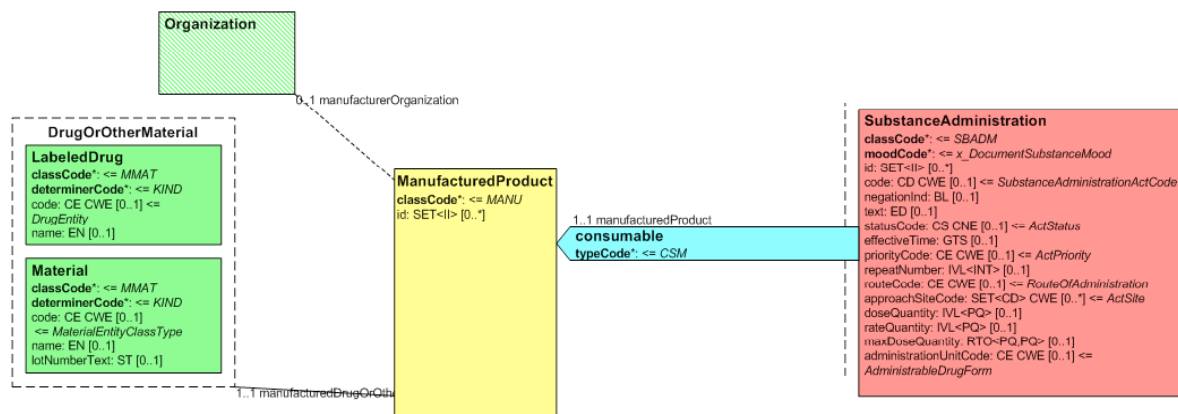 Organization
0..1 manufacturerOrganization
DrugOrOtherMaterial
LabeledDrug
classCode*: <= MMAT
determinerCode*: <= KIND
code: CE CWE [0..1] <=
DrugEntity
name: EN [0..1]
Material
classCode*: <= MMAT
determinerCode*: <= KIND
code: CE CWE [0..1]
<= MaterialEntityClassType
name: EN [0..1]
lotNumberText: ST [0..1]
1..1 manufacturedDrugOrOthe
ManufacturedProduct
classCode*: <= MANU
id: SET<II> [0..*]
1..1 manufacturedProduct
consumable
typeCode*: <= CSM
SubstanceAdministration
classCode*: <= SBADM
moodCode*: <= x_DocumentSubstanceMood
id: SET<II> [0..*]
code: CD CWE [0..1] <= SubstanceAdministrationActCode
negationInd: BL [0..1]
text: ED [0..1]
statusCode: CS CNE [0..1] <= ActStatus
effectiveTime: GTS [0..1]
priorityCode: CE CWE [0..1] <= ActPriority
repeatNumber: IVL<INT> [0..1]
routeCode: CE CWE [0..1] <= RouteOfAdministration
approachSiteCode: SET<CD> CWE [0..*] <= ActSite
doseQuantity: IVL<PQ> [0..1]
rateQuantity: IVL<PQ> [0..1]
maxDoseQuantity: RTO<PQ,PQ> [0..1]
administrationUnitCode: CE CWE [0..1] <=
AdministrableDrugForm